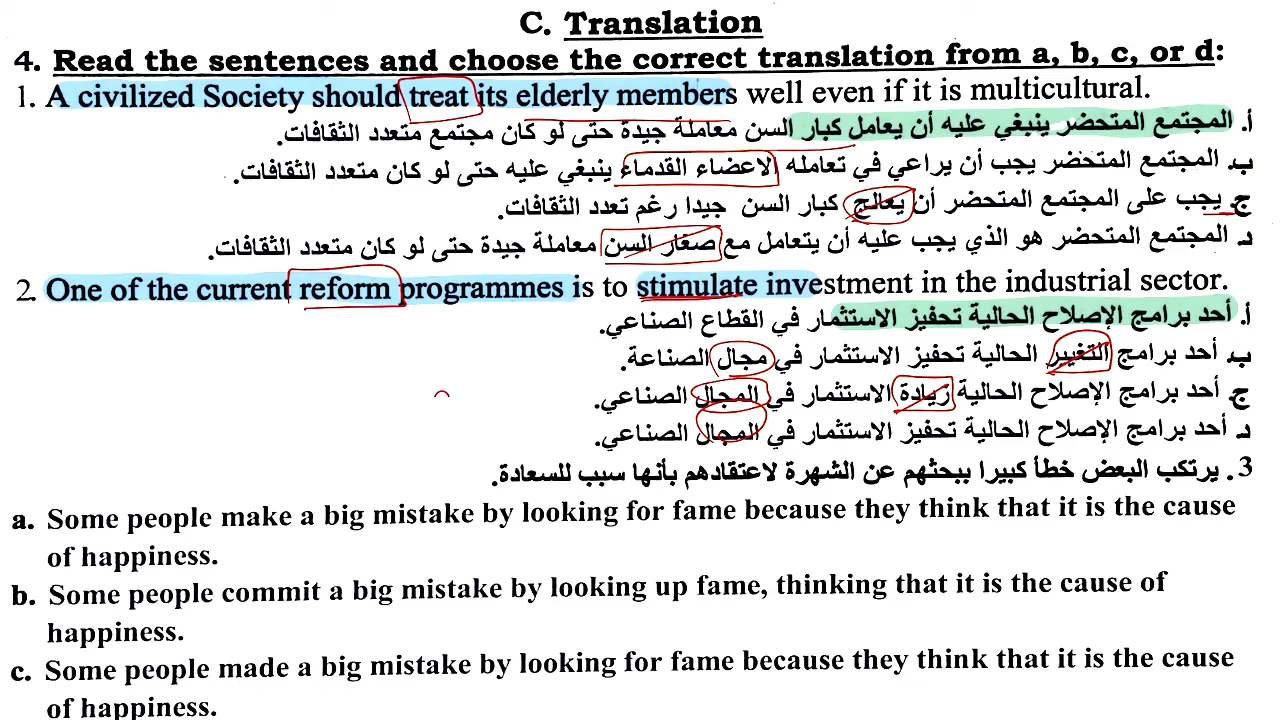 C. Translation
4. Read the sentences and choose the correct translation from a, b, c, or d:
1. A civilized Society should treat its elderly members well even if it is multicultural.
أ. المجتمع المتحضر ينبغي عليه أن يعامل كبار السن معاملة جيدة حتى لو كان مجتمع متعدد الثقافات.
ب. المجتمع المتحضر يجب أن يراعي في تعامله الاعضاء القدماء ينبغي عليه حتى لو كان متعدد الثقافات.
ج. يجب على المجتمع المتحضر أن يعالج كبار السن جيدا رغم تعدد الثقافات.
د. المجتمع المتحضر هو الذي يجب عليه أن يتعامل مع صغار السن معاملة جيدة حتى لو كان متعدد الثقافات.
2. One of the current reform programmes is to stimulate investment in the industrial sector.
أ. أحد برامج الإصلاح الحالية تحفيز الاستثمار في القطاع الصناعي.
ب. أحد برامج التغيير الحالية تحفيز الاستثمار في مجال الصناعة.
ج. أحد برامج الإصلاح الحالية زيادة الاستثمار في المجال الصناعي.
د. أحد برامج الإصلاح الحالية تحفيز الاستثمار في المجال الصناعي.
3. يرتكب البعض خطأ كبيرا ببحثهم عن الشهرة لاعتقادهم بأنها سبب للسعادة.
a. Some people make a big mistake by looking for fame because they think that it is the cause
of happiness.
b. Some people commit a big mistake by looking up fame, thinking that it is the cause of
happiness.
c. Some people made a big mistake by looking for fame because they think that it is the cause
of happiness.